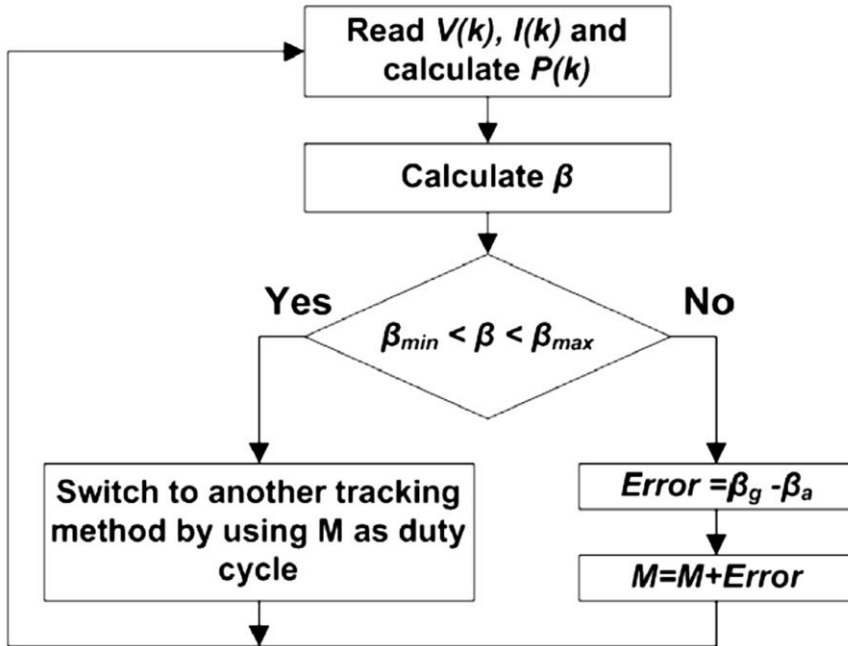 Read V(k), I(k) and
calculate P(k)
Calculate β
Yes
No
βmin < β < βmax
Switch to another tracking
method by using M as duty
cycle
Error =βg -βa
M=M+Error